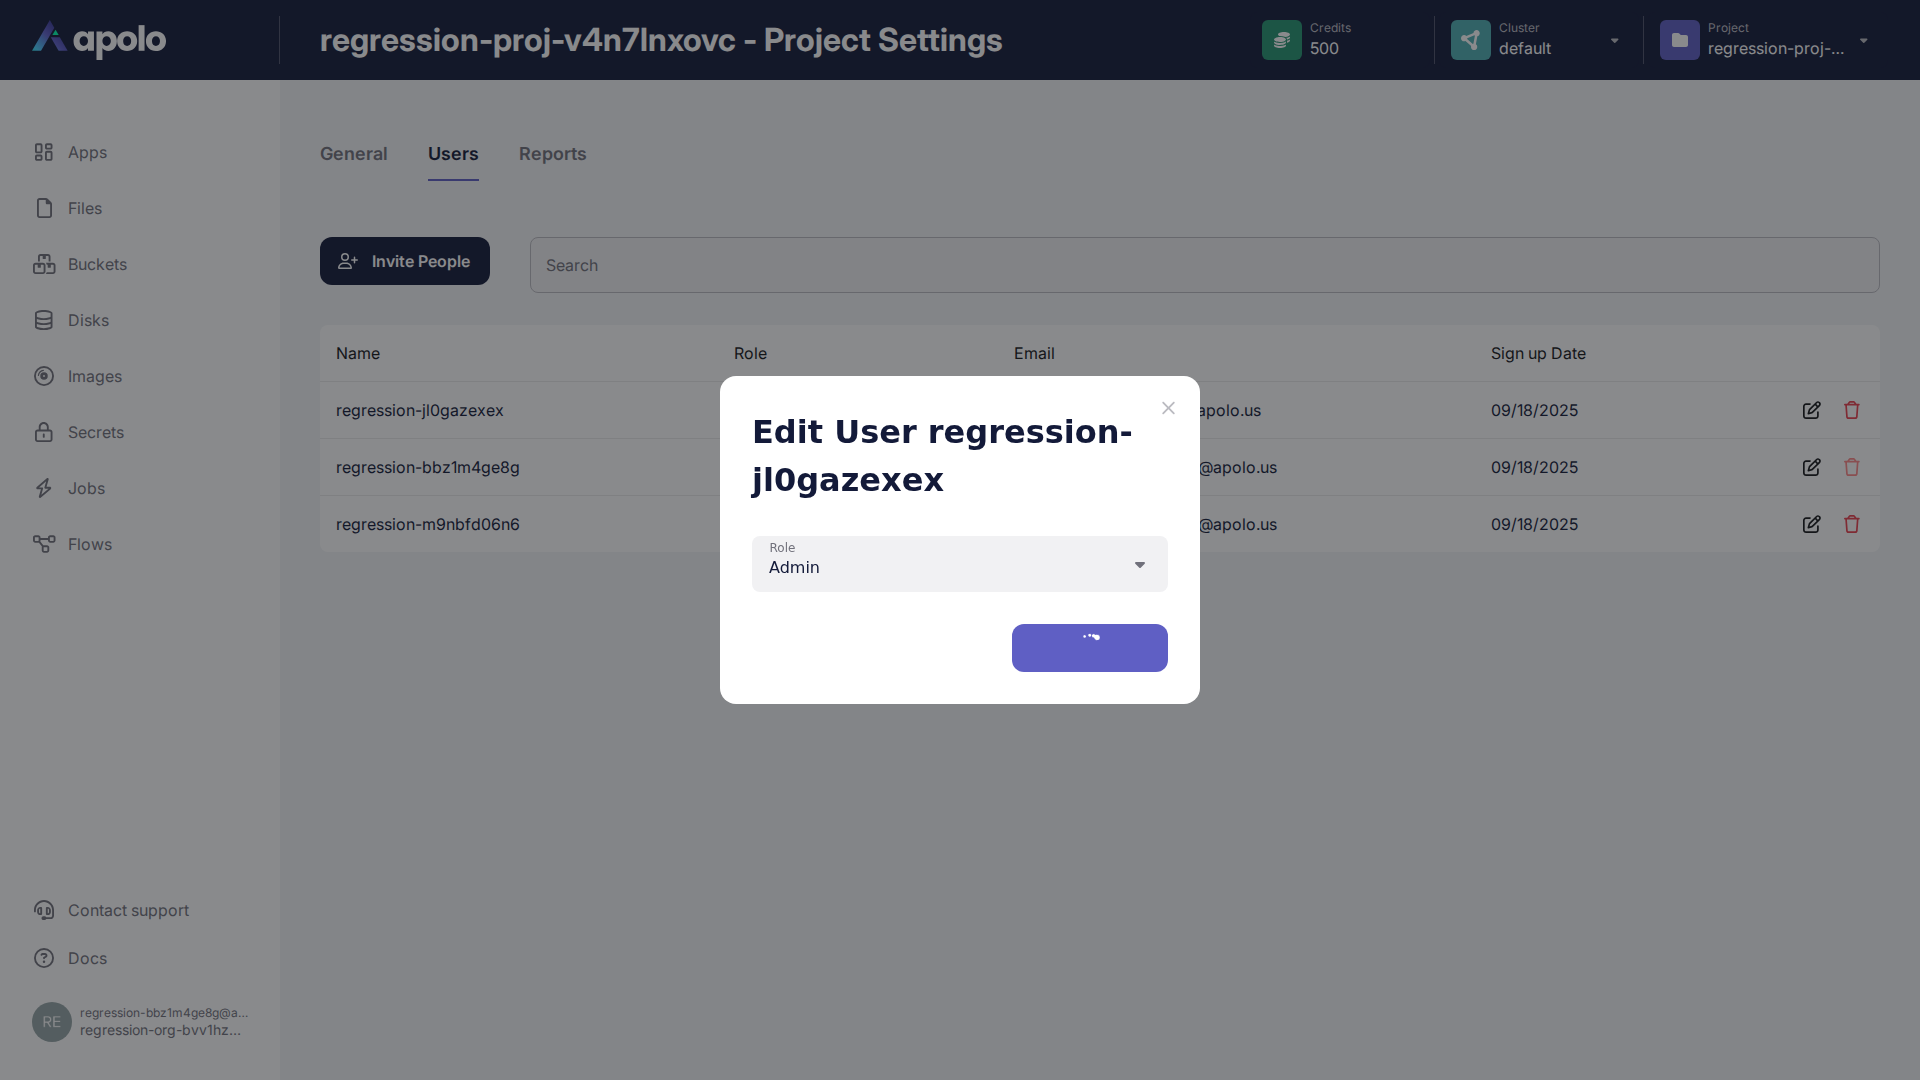 apolo
regression-proj-v4n7lnxovc - Project Settings
Credits
500
Cluster
default
Project
regression-proj-...
Apps
Files
Buckets
Disks
Images
Secrets
Jobs
Flows
General
Users
Reports
Invite People
Search
Name
Role
Email
Sign up Date
regression-jl0gazexex
apolo.us
09/18/2025
regression-bbz1m4ge8g
@apolo.us
09/18/2025
regression-m9nbfd06n6
@apolo.us
09/18/2025
Edit User regression-
jl0gazexex
Role
Admin
Contact support
Docs
RE
regression-bbz1m4ge8g@a...
regression-org-bvv1hz...